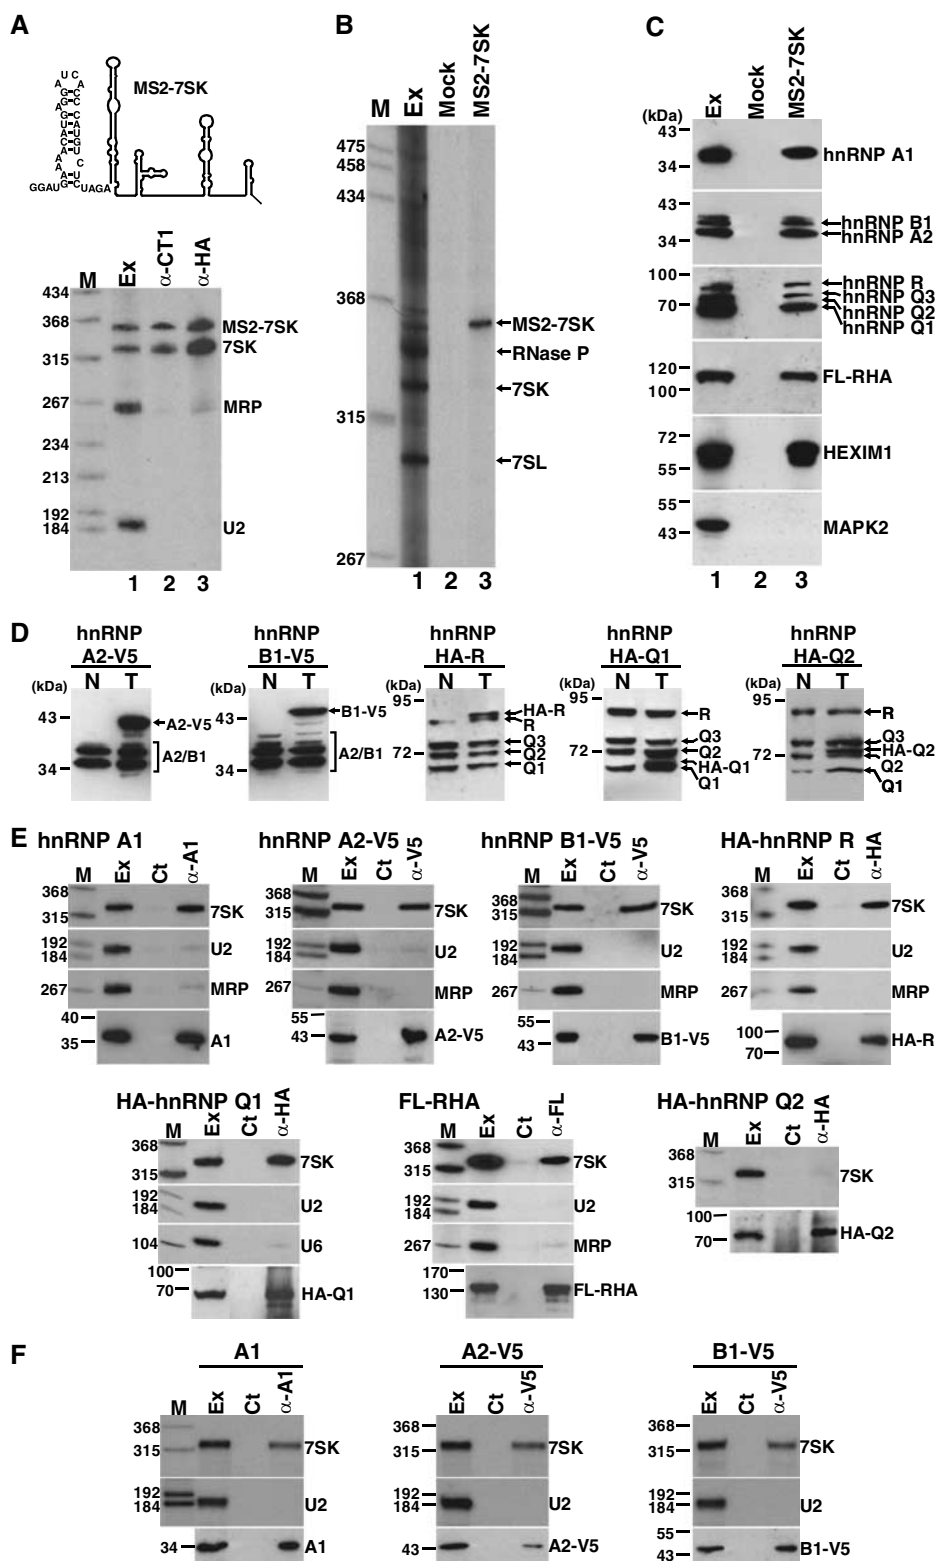 A
MS2-7SK
GGAUG
CUAGA
M Ex α-CT1 α-HA
434
368
315
267
234
213
192
184
MS2-7SK
7SK
MRP
U2
1 2 3
B
M Ex Mock MS2-7SK
475
458
434
368
315
267
MS2-7SK
RNase P
7SK
7SL
1 2 3
C
(kDa) Ex Mock MS2-7SK
43
34
hnRNP A1
43
34
hnRNP B1
hnRNP A2
100
70
hnRNP R
hnRNP Q3
hnRNP Q2
hnRNP Q1
120
100
FL-RHA
72
55
HEXIM1
55
43
MAPK2
1 2 3
D
hnRNP
A2-V5
(kDa) N T
43
34
A2-V5
A2/B1
hnRNP
B1-V5
(kDa) N T
43
34
B1-V5
A2/B1
hnRNP
HA-R
(kDa) N T
95
72
HA-R
R
Q3
Q2
Q1
hnRNP
HA-Q1
(kDa) N T
95
72
R
Q3
Q2
HA-Q1
Q1
hnRNP
HA-Q2
(kDa) N T
95
72
R
Q3
HA-Q2
Q2
Q1
E
hnRNP A1
M Ex Ct α-A1
368
315
7SK
192
184
U2
267
MRP
40
35
A1
hnRNP A2-V5
M Ex Ct α-V5
368
315
7SK
192
184
U2
267
MRP
55
43
A2-V5
hnRNP B1-V5
M Ex Ct α-V5
368
315
7SK
192
184
U2
267
MRP
55
43
B1-V5
HA-hnRNP R
M Ex Ct α-HA
368
315
7SK
192
184
U2
267
MRP
100
70
HA-R
HA-hnRNP Q1
M Ex Ct α-HA
368
315
7SK
192
184
U2
104
U6
100
70
HA-Q1
FL-RHA
M Ex Ct α-FL
368
315
7SK
192
184
U2
267
MRP
170
130
FL-RHA
HA-hnRNP Q2
M Ex Ct α-HA
368
315
7SK
100
70
HA-Q2
F
A1
M Ex Ct α-A1
368
315
7SK
192
184
U2
34
A1
A2-V5
Ex Ct α-V5
368
315
7SK
192
184
U2
43
A2-V5
B1-V5
Ex Ct α-V5
368
315
7SK
192
184
U2
55
43
B1-V5